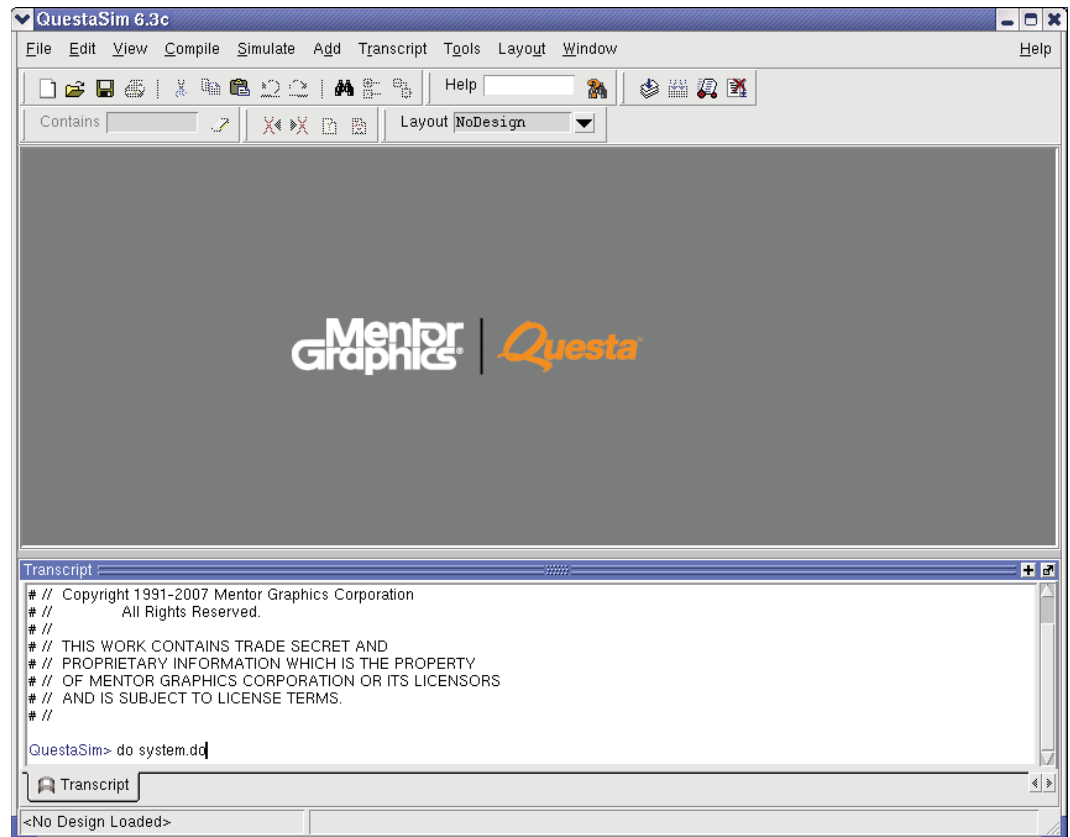 QuestaSim 6.3c
File Edit View Compile Simulate Add Transcript Tools Layout Window Help
Help
Contains Layout NoDesign
Mentor Graphics® Questa™
Transcript
# // Copyright 1991-2007 Mentor Graphics Corporation
# // All Rights Reserved.
# //
# // THIS WORK CONTAINS TRADE SECRET AND
# // PROPRIETARY INFORMATION WHICH IS THE PROPERTY
# // OF MENTOR GRAPHICS CORPORATION OR ITS LICENSORS
# // AND IS SUBJECT TO LICENSE TERMS.
# //
QuestaSim> do system.do
Transcript
<No Design Loaded>